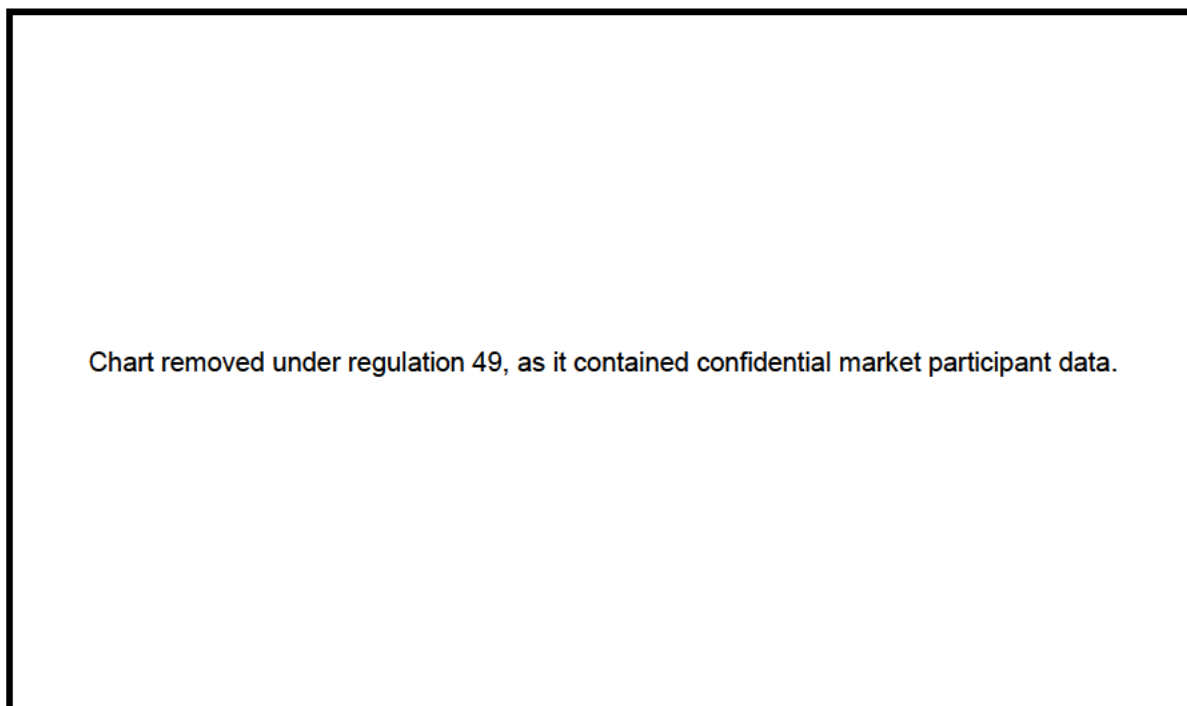 Chart removed under regulation 49, as it contained confidential market participant data.